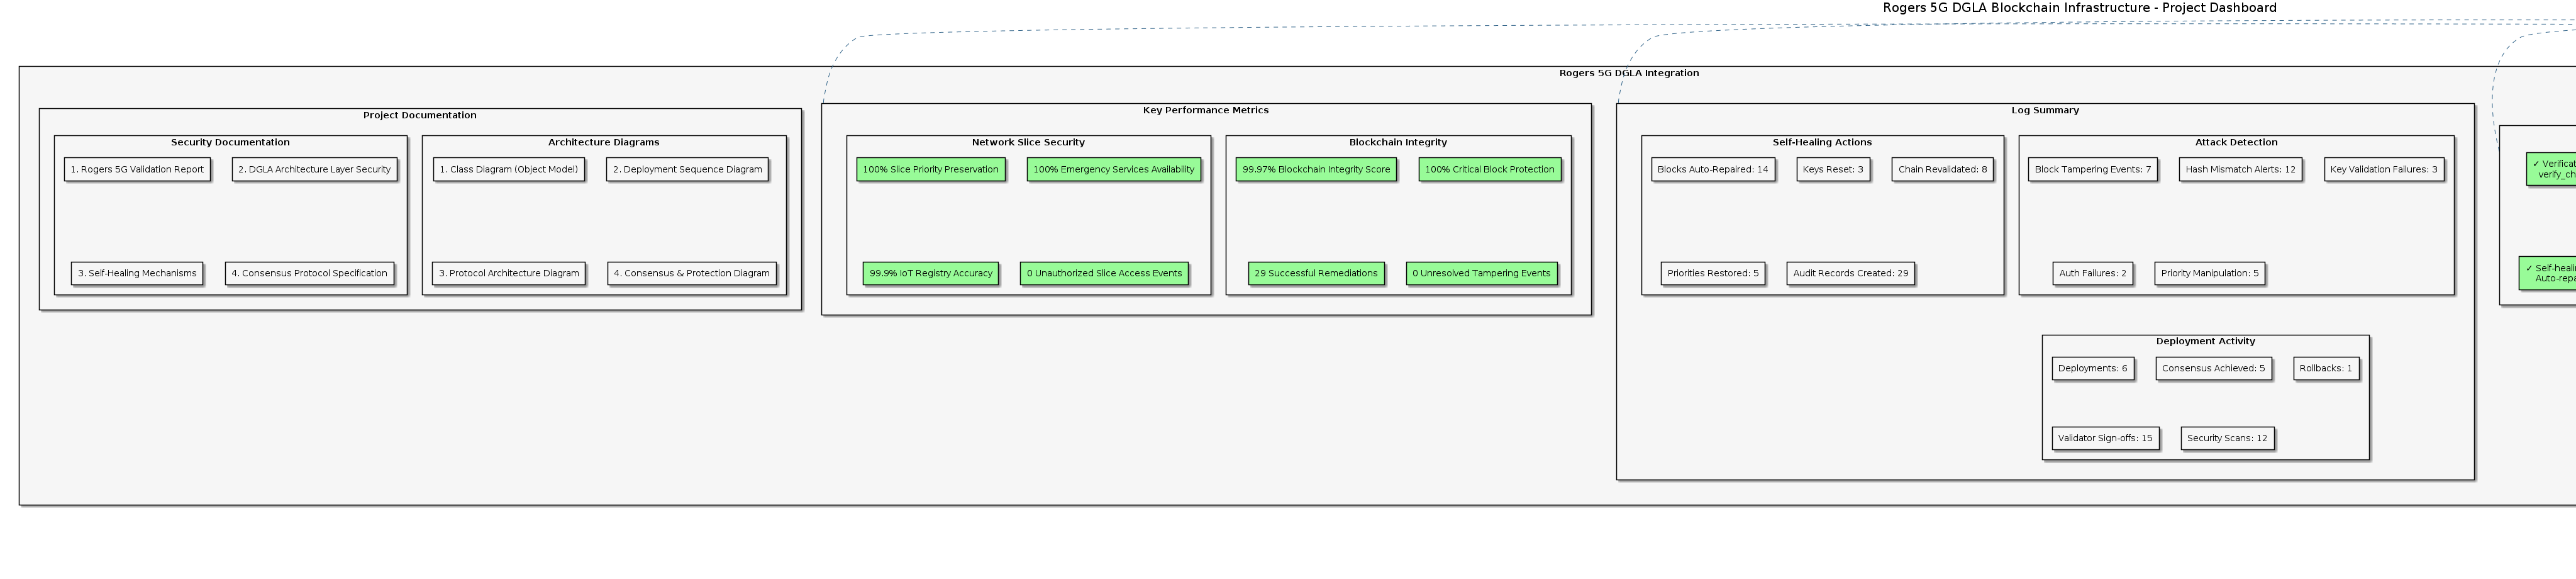 Rogers 5G DGLA Blockchain Infrastructure - Project Dashboard
Rogers 5G DGLA Integration
Project Documentation
Security Documentation
1. Rogers 5G Validation Report
2. DGLA Architecture Layer Security
3. Self-Healing Mechanisms
4. Consensus Protocol Specification
Architecture Diagrams
1. Class Diagram (Object Model)
2. Deployment Sequence Diagram
3. Protocol Architecture Diagram
4. Consensus & Protection Diagram
Key Performance Metrics
Network Slice Security
100% Slice Priority Preservation
100% Emergency Services Availability
99.9% IoT Registry Accuracy
0 Unauthorized Slice Access Events
Blockchain Integrity
99.97% Blockchain Integrity Score
100% Critical Block Protection
29 Successful Remediations
0 Unresolved Tampering Events
Log Summary
Self-Healing Actions
Blocks Auto-Repaired: 14
Keys Reset: 3
Chain Revalidated: 8
Priorities Restored: 5
Audit Records Created: 29
Attack Detection
Block Tampering Events: 7
Hash Mismatch Alerts: 12
Key Validation Failures: 3
Auth Failures: 2
Priority Manipulation: 5
Deployment Activity
Deployments: 6
Consensus Achieved: 5
Rollbacks: 1
Validator Sign-offs: 15
Security Scans: 12
✓ Verificat
verify_ch
✓ Self-heali
Auto-repa